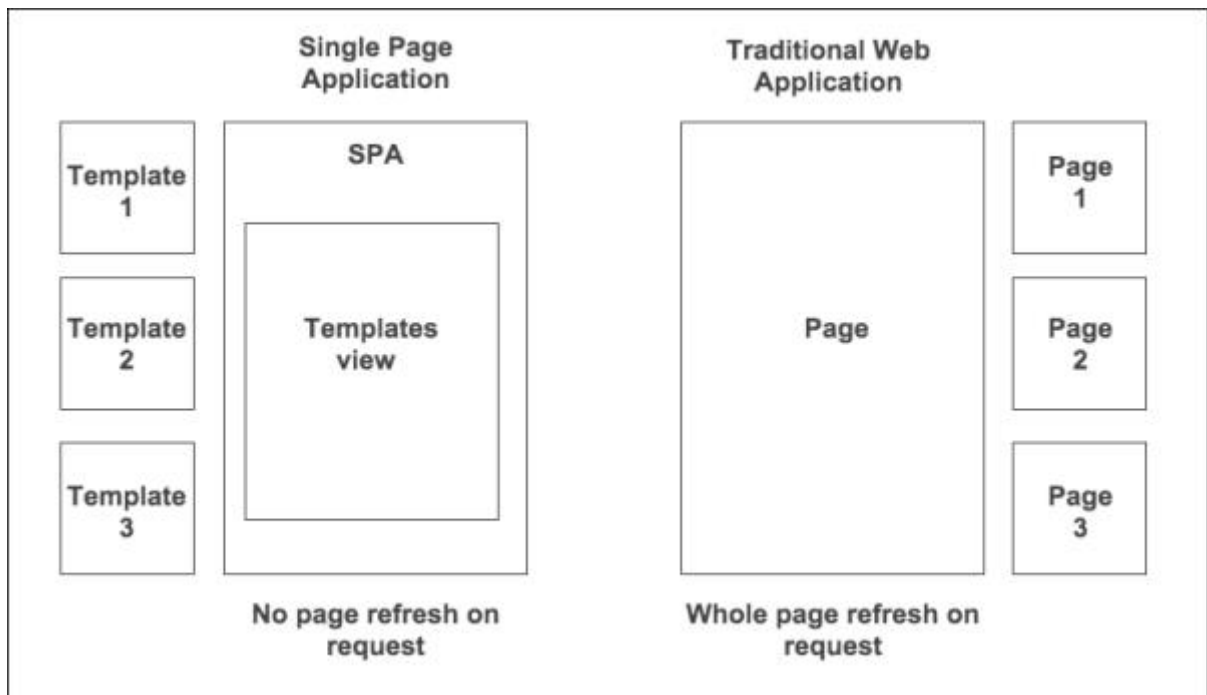 Single Page
Application
Traditional Web
Application
Template
1
Template
2
Template
3
SPA
Templates
view
Page
Page
1
Page
2
Page
3
No page refresh on
request
Whole page refresh on
request